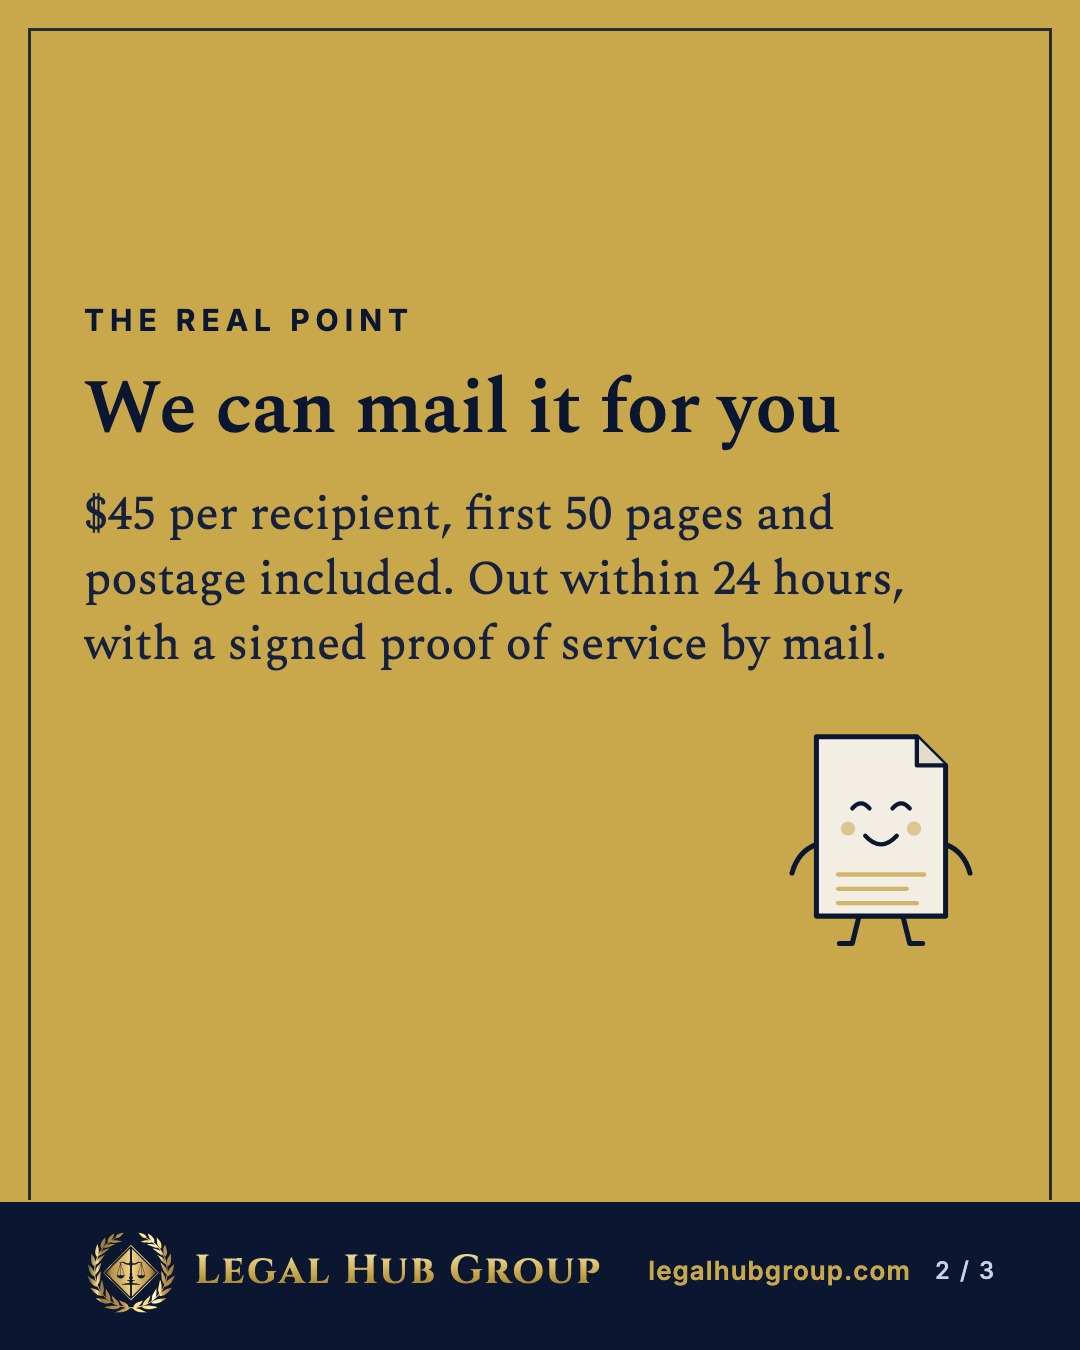 THE REAL POINT
We can mail it for you
$45 per recipient, first 50 pages and
postage included. Out within 24 hours,
with a signed proof of service by mail.
LEGAL HUB GROUP
legalhubgroup.com
2 / 3